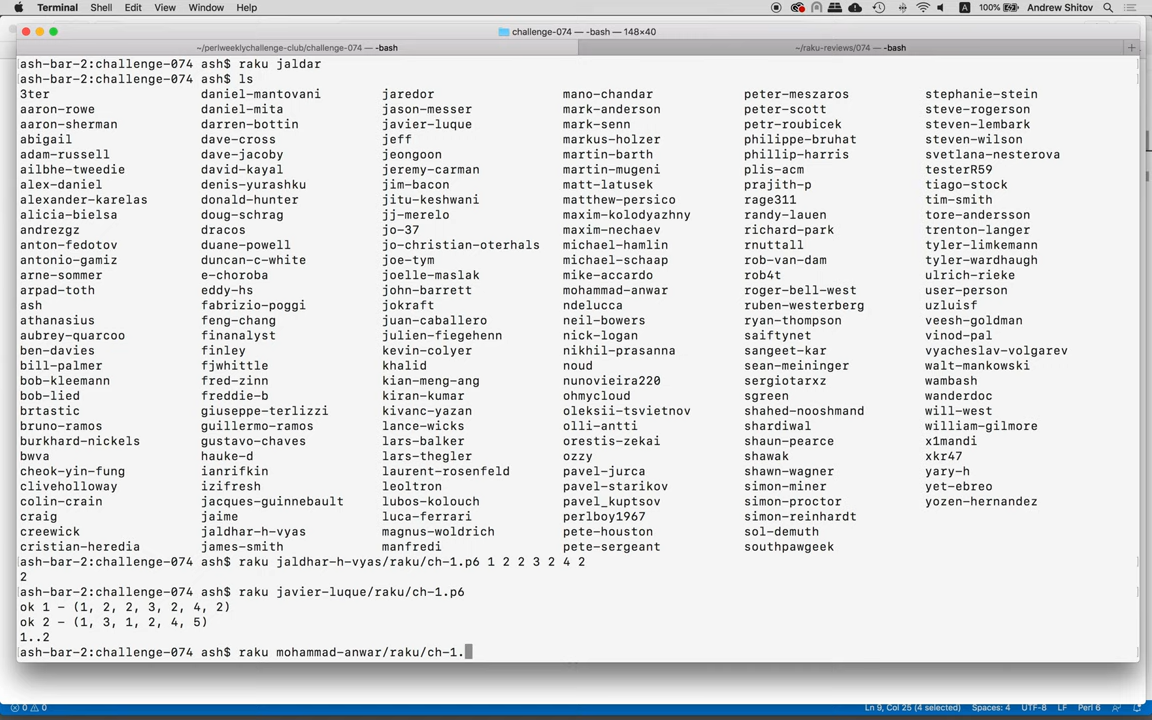 Terminal Shell Edit View Window Help A 100% Andrew Shitov
challenge-074 — -bash — 148×40
~/perlweeklychallenge-club/challenge-074 — -bash ~/raku-reviews/074 — -bash +
[ash-bar-2:challenge-074 ash$ raku jaldar
[ash-bar-2:challenge-074 ash$ ls
3ter daniel-mantovani jaredor mano-chandar peter-meszaros stephanie-stein
aaron-rowe daniel-mita jason-messer mark-anderson peter-scott steve-rogerson
aaron-sherman darren-bottin javier-luque mark-senn petr-roubicek steven-lembark
abigail dave-cross jeff markus-holzer philippe-bruhat steven-wilson
adam-russell dave-jacoby jeongoon martin-barth phillip-harris svetlana-nesterova
ailbhe-tweedie david-kayal jeremy-carman martin-mugeni plis-acm testerR59
alex-daniel denis-yurashku jim-bacon matt-latusek prajith-p tiago-stock
alexander-karelas donald-hunter jitu-keshwani matthew-persico rage311 tim-smith
alicia-bielsa doug-schrag jj-merelo maxim-kolodyazhny randy-lauen tore-andersson
andrezgz dracos jo-37 maxim-nechaev richard-park trenton-langer
anton-fedotov duane-powell jo-christian-oterhals michael-hamlin rnuttall tyler-limkemann
antonio-gamiz duncan-c-white joe-tym michael-schaap rob-van-dam tyler-wardhaugh
arne-sommer e-choroba joelle-maslak mike-accardo rob4t ulrich-rieke
arpad-toth eddy-hs john-barrett mohammad-anwar roger-bell-west user-person
ash fabrizio-poggi jokraft ndelucca ruben-westerberg uzluisf
athanasius feng-chang juan-caballero neil-bowers ryan-thompson veesh-goldman
aubrey-quarcoo finanalyst julien-fiegehenn nick-logan saiftynet vinod-pal
ben-davies finley kevin-colyer nikhil-prasanna sangeet-kar vyacheslav-volgarev
bill-palmer fjwhittle khalid noud sean-meininger walt-mankowski
bob-kleemann fred-zinn kian-meng-ang nunovieira220 sergiotarxz wambash
bob-lied freddie-b kiran-kumar ohmycloud sgreen wanderdoc
brtastic giuseppe-terlizzi kivanc-yazan oleksii-tsvietnov shahed-nooshmand will-west
bruno-ramos guillermo-ramos lance-wicks olli-antti shardiwal william-gilmore
burkhard-nickels gustavo-chaves lars-balker orestis-zekai shaun-pearce x1mandi
bwva hauke-d lars-thegler ozzy shawak xkr47
cheok-yin-fung ianrifkin laurent-rosenfeld pavel-jurca shawn-wagner yary-h
cliveholloway izifresh leoltron pavel-starikov simon-miner yet-ebreo
colin-crain jacques-guinnebault lubos-kolouch pavel_kuptsov simon-proctor yozen-hernandez
craig jaime luca-ferrari perlboy1967 simon-reinhardt
creewick jaldhar-h-vyas magnus-woldrich pete-houston sol-demuth
cristian-heredia james-smith manfredi pete-sergeant southpawgeek
[ash-bar-2:challenge-074 ash$ raku jaldhar-h-vyas/raku/ch-1.p6 1 2 2 3 2 4 2
2
[ash-bar-2:challenge-074 ash$ raku javier-luque/raku/ch-1.p6
ok 1 - (1, 2, 2, 3, 2, 4, 2)
ok 2 - (1, 3, 1, 2, 4, 5)
1..2
[ash-bar-2:challenge-074 ash$ raku mohammad-anwar/raku/ch-1.
0 0 Ln 9, Col 25 (4 selected) Spaces: 4 UTF-8 LF Perl 6